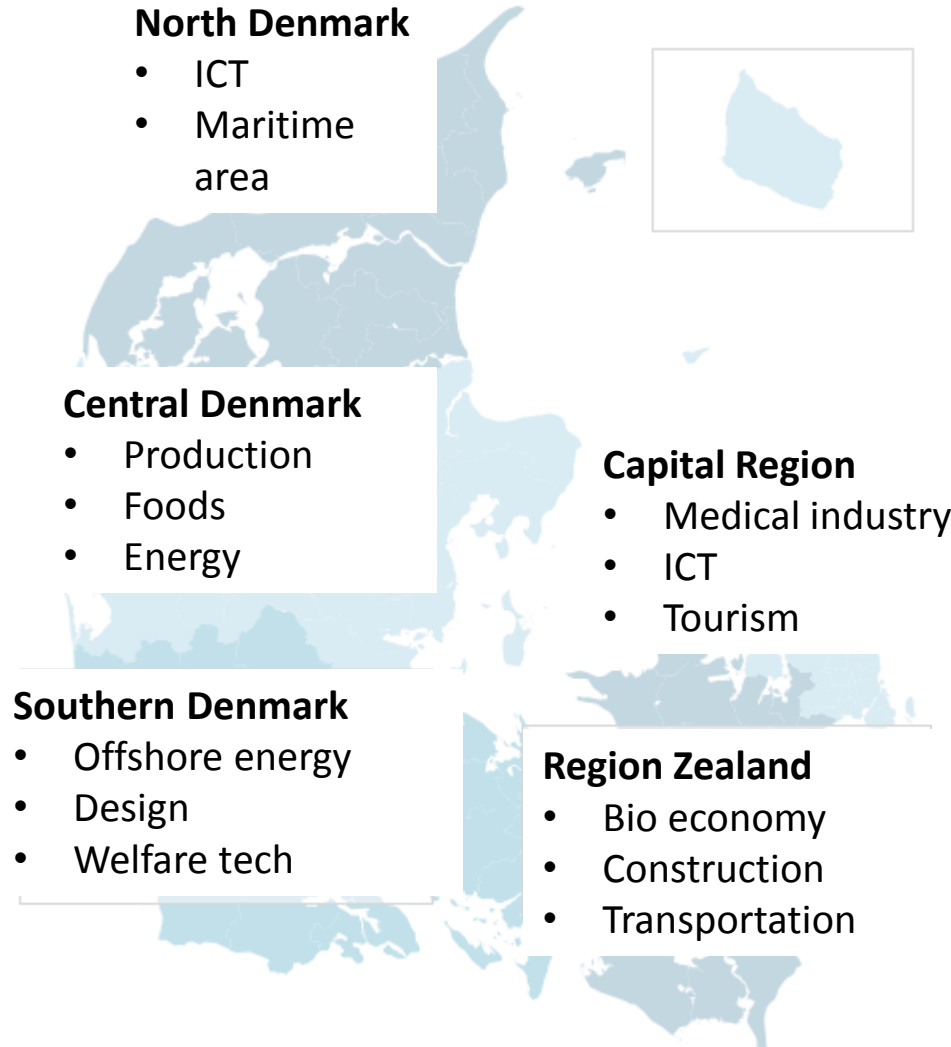 North Denmark
• ICT
• Maritime
area
Central Denmark
• Production
• Foods
• Energy
Capital Region
• Medical industry
• ICT
• Tourism
Southern Denmark
• Offshore energy
• Design
• Welfare tech
Region Zealand
• Bio economy
• Construction
• Transportation